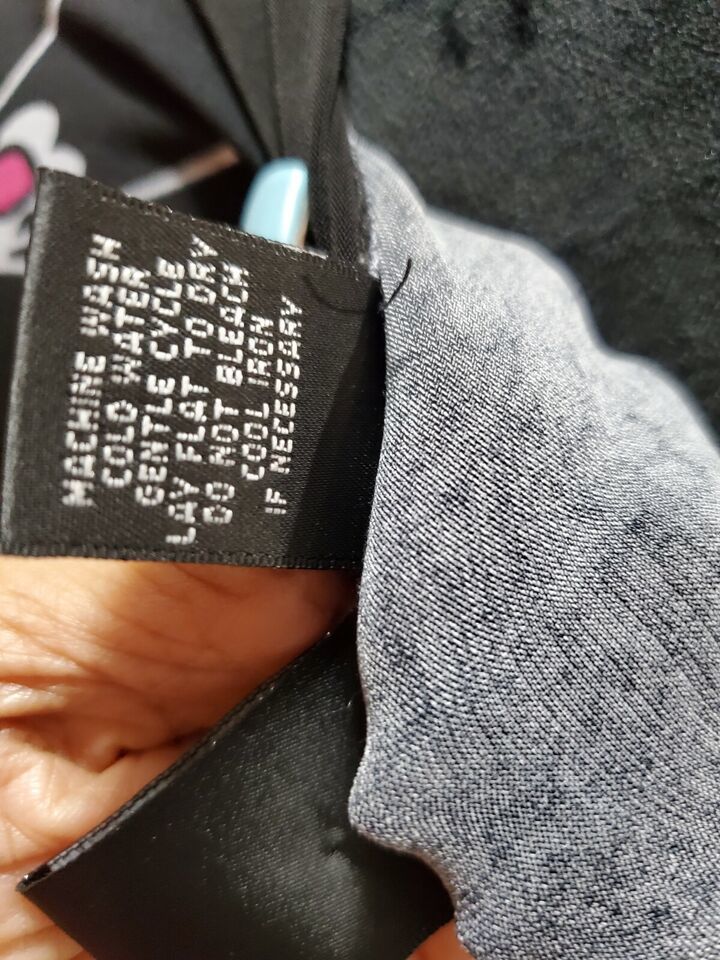 MACHINE WASH
COLD WATER
GENTLE CYCLE
LAY FLAT TO DRY
DO NOT BLEACH
COOL IRON
IF NECESSARY